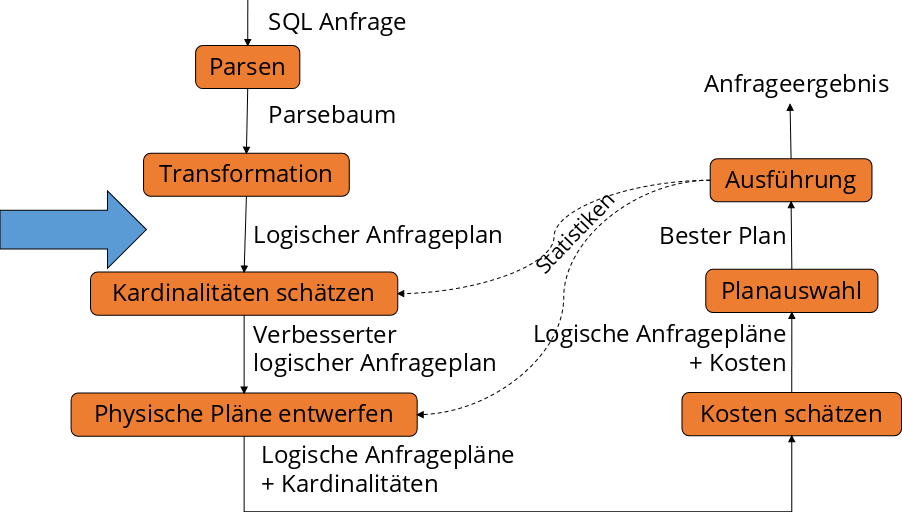 SQL Anfrage
Parsen
Parsebaum
Transformation
Logischer Anfrageplan
Kardinalitäten schätzen
Verbesserter
logischer Anfrageplan
Physische Pläne entwerfen
Logische Anfragepläne
+ Kardinalitäten
Statistiken
Kosten schätzen
Logische Anfragepläne
+ Kosten
Planauswahl
Bester Plan
Ausführung
Anfrageergebnis